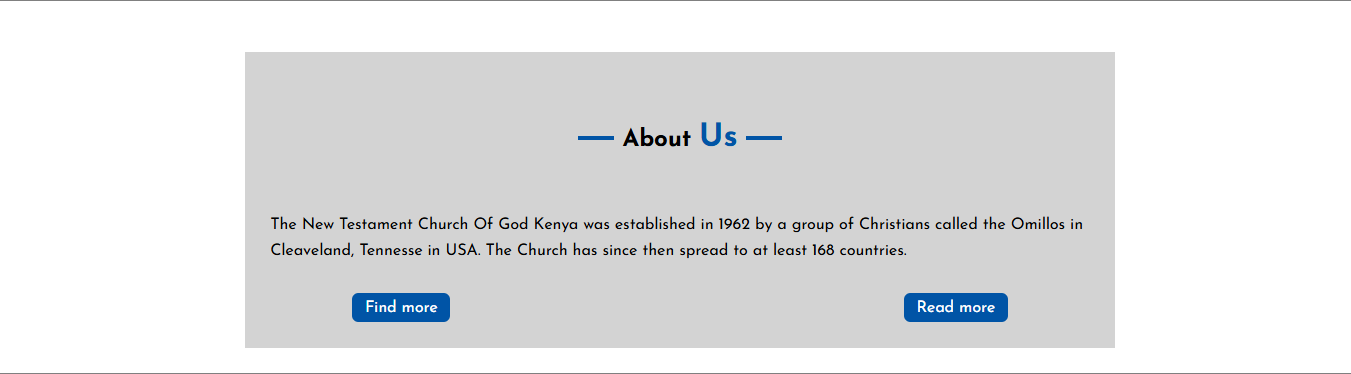 About Us
The New Testament Church Of God Kenya was established in 1962 by a group of Christians called the Omillos in
Cleaveland, Tennesse in USA. The Church has since then spread to at least 168 countries.
Find more
Read more